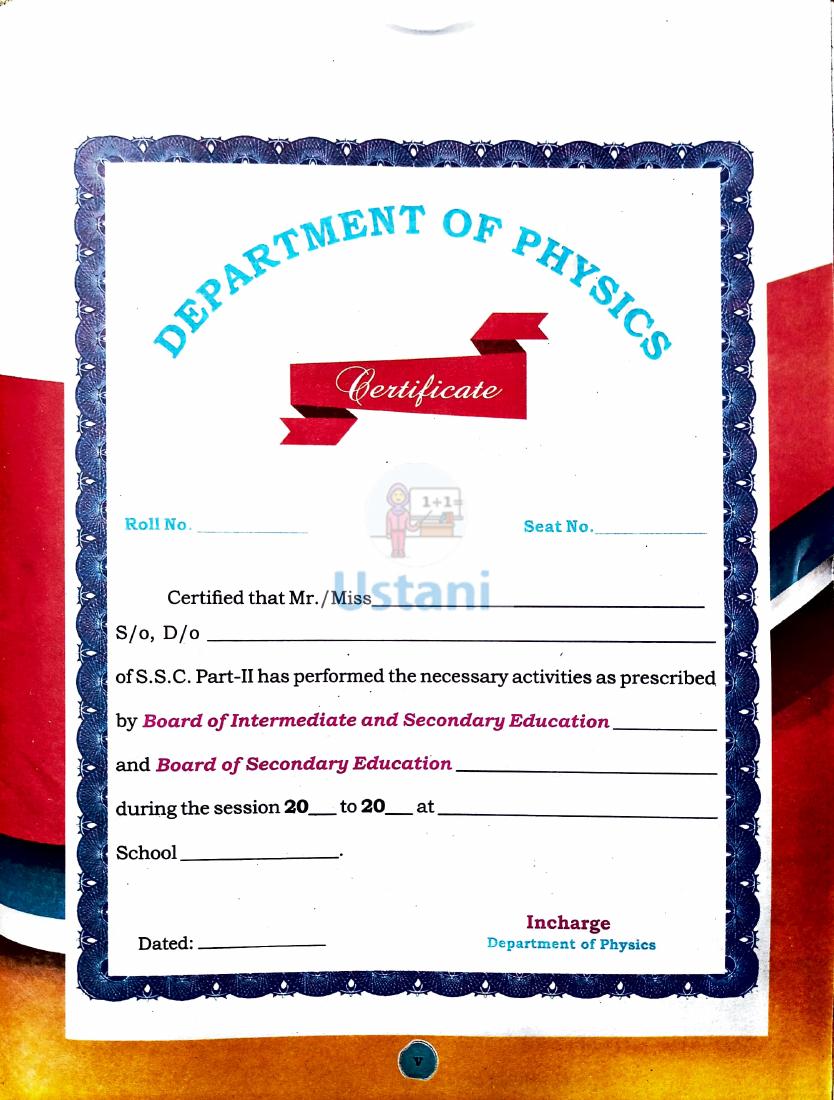 DEPARTMENT OF PHYSICS
Certificate
1+1=
Roll No. Seat No.
Ustani
Certified that Mr./Miss
S/o, D/o
of S.S.C. Part-II has performed the necessary activities as prescribed
by Board of Intermediate and Secondary Education
and Board of Secondary Education
during the session 20__ to 20__ at
School .
Incharge
Dated: Department of Physics
v